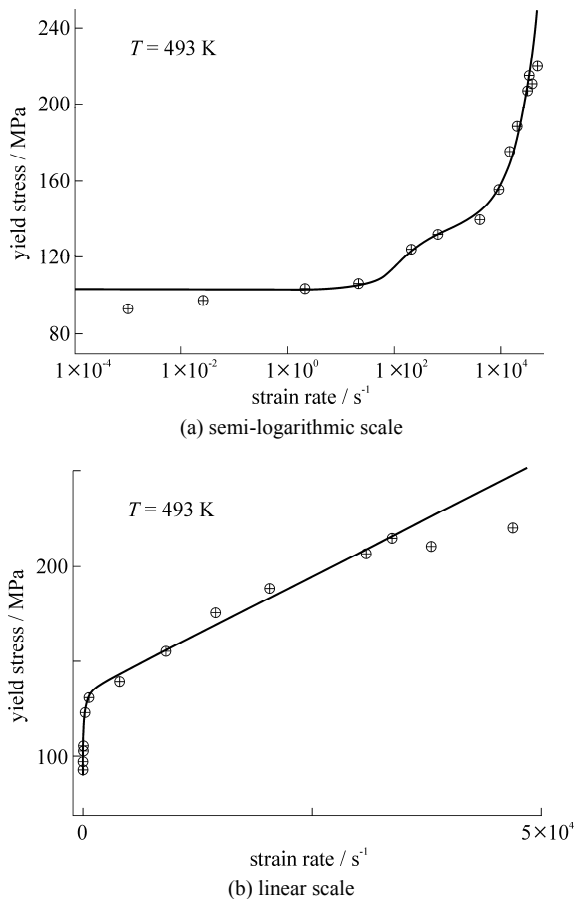 240
T = 493 K
200
160
120
80
yield stress / MPa
1×10⁻⁴ 1×10⁻² 1×10⁰ 1×10² 1×10⁴
strain rate / s⁻¹
(a) semi-logarithmic scale
T = 493 K
200
100
yield stress / MPa
0 5×10⁴
strain rate / s⁻¹
(b) linear scale